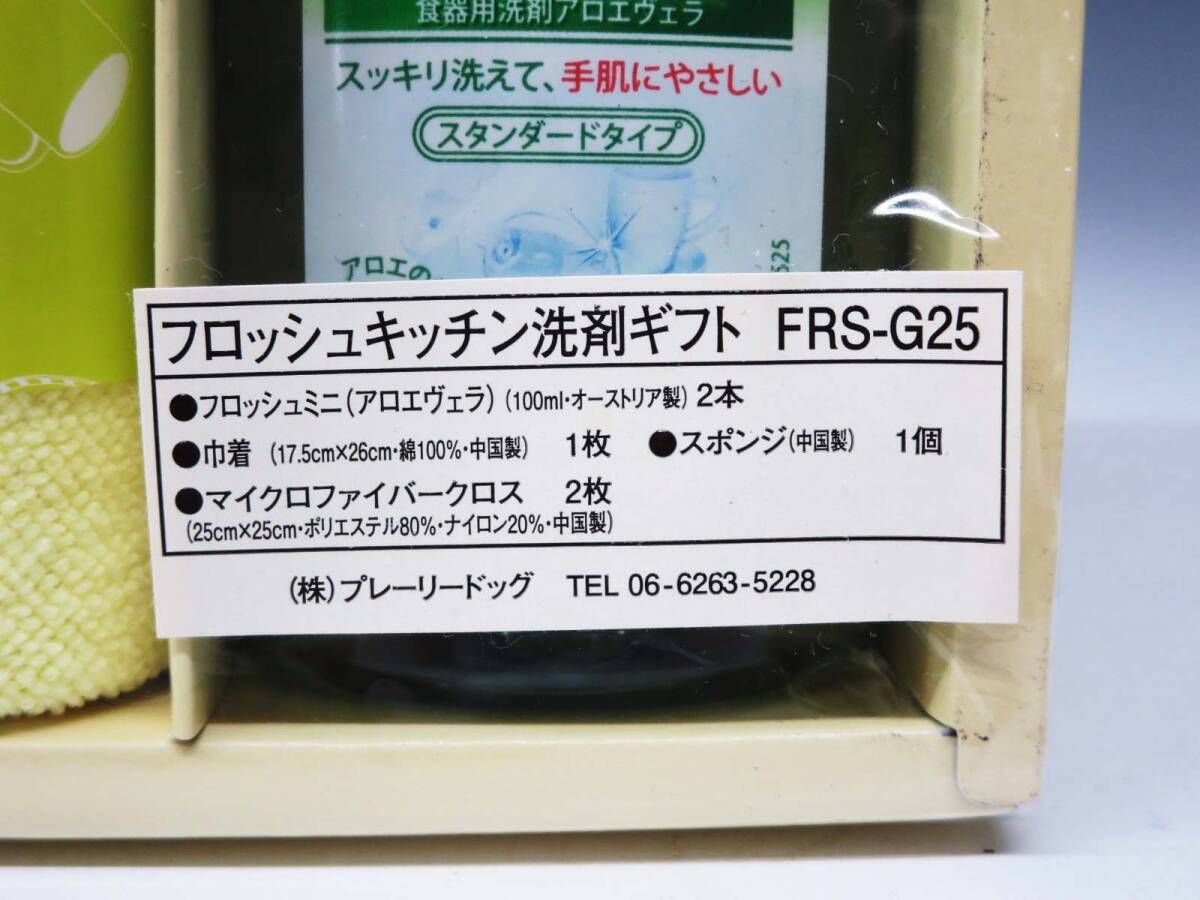 食器用洗剤アロエヴェラ
スッキリ洗えて、手肌にやさしい
スタンダードタイプ
アロエの
525
フロッシュキッチン洗剤ギフト FRS-G25
●フロッシュミニ(アロエヴェラ)(100ml・オーストリア製)2本
●巾着 (17.5cm×26cm・綿100%・中国製) 1枚 ●スポンジ(中国製) 1個
●マイクロファイバークロス 2枚
(25cm×25cm・ポリエステル80%・ナイロン20%・中国製)
(株)プレーリードッグ TEL 06-6263-5228